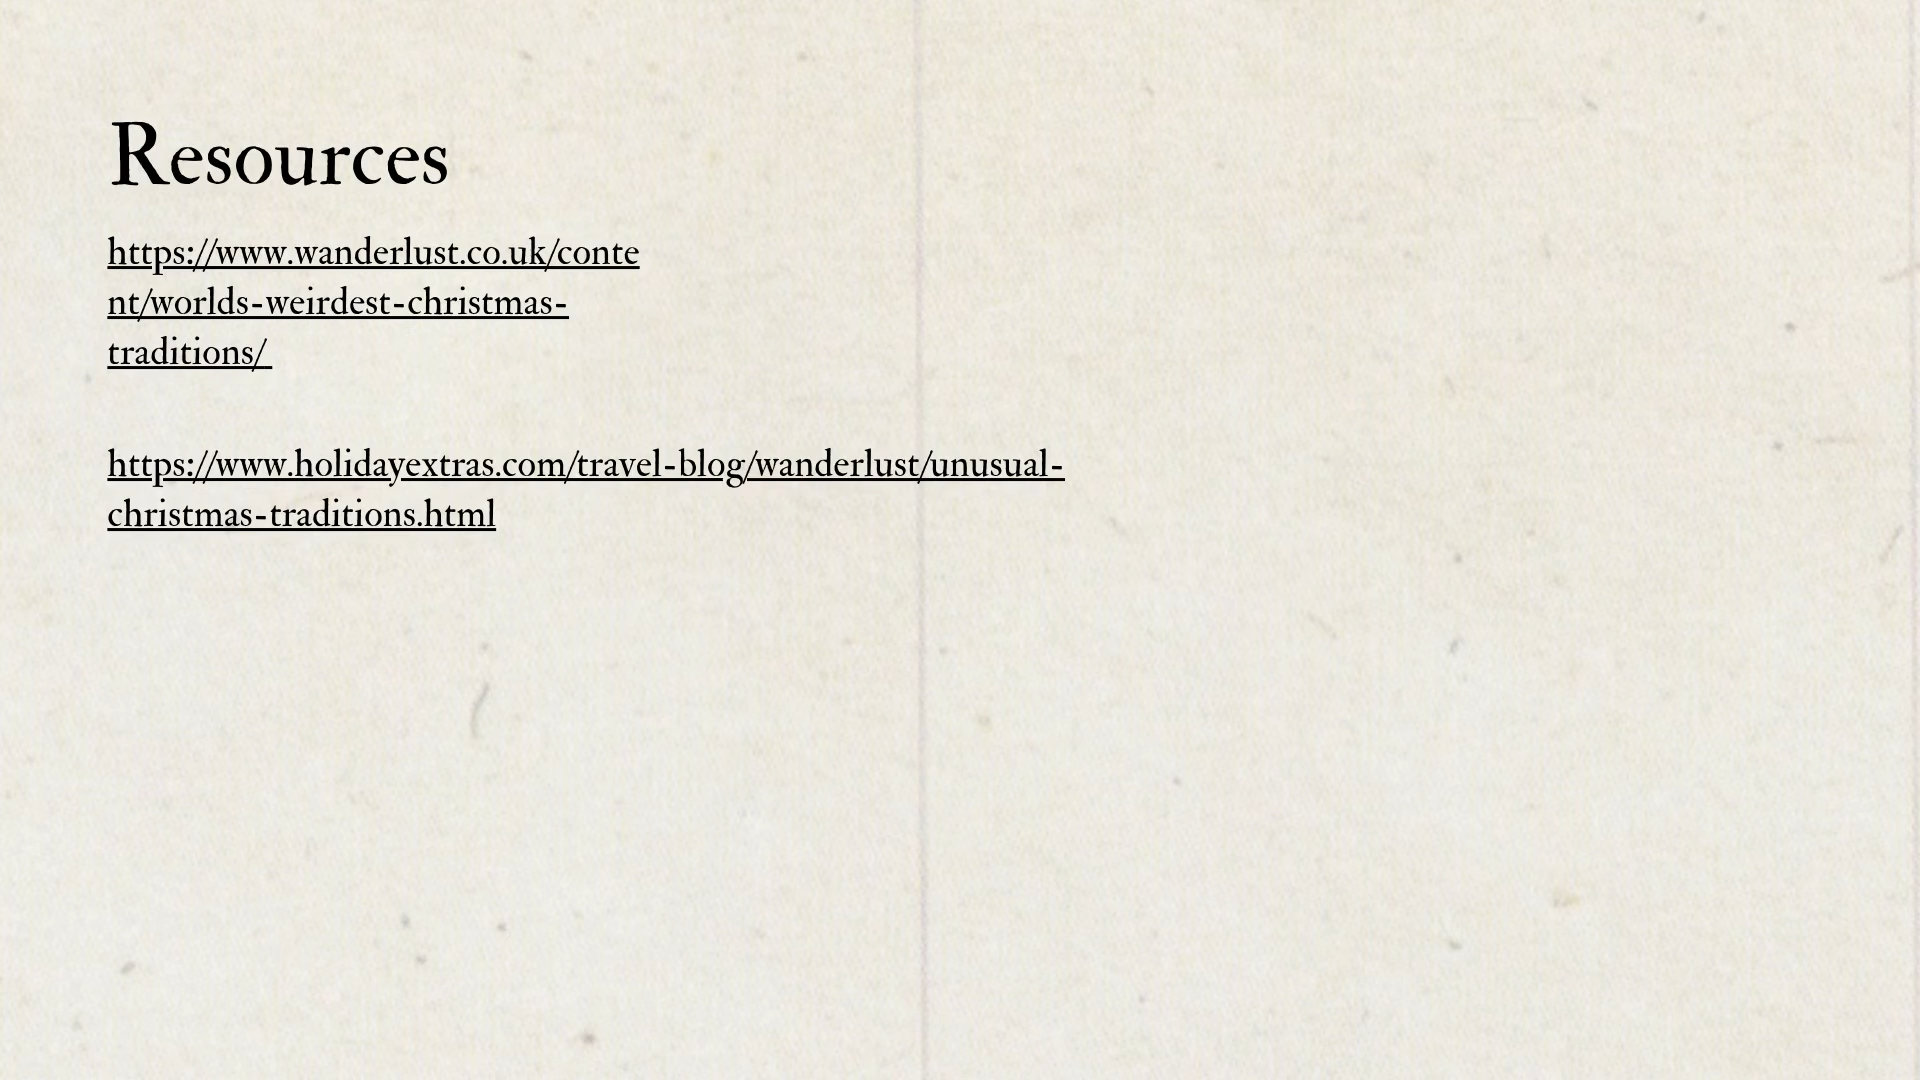 Resources
https://www.wanderlust.co.uk/conte
nt/worlds-weirdest-christmas-
traditions/
https://www.holidayextras.com/travel-blog/wanderlust/unusual-
christmas-traditions.html